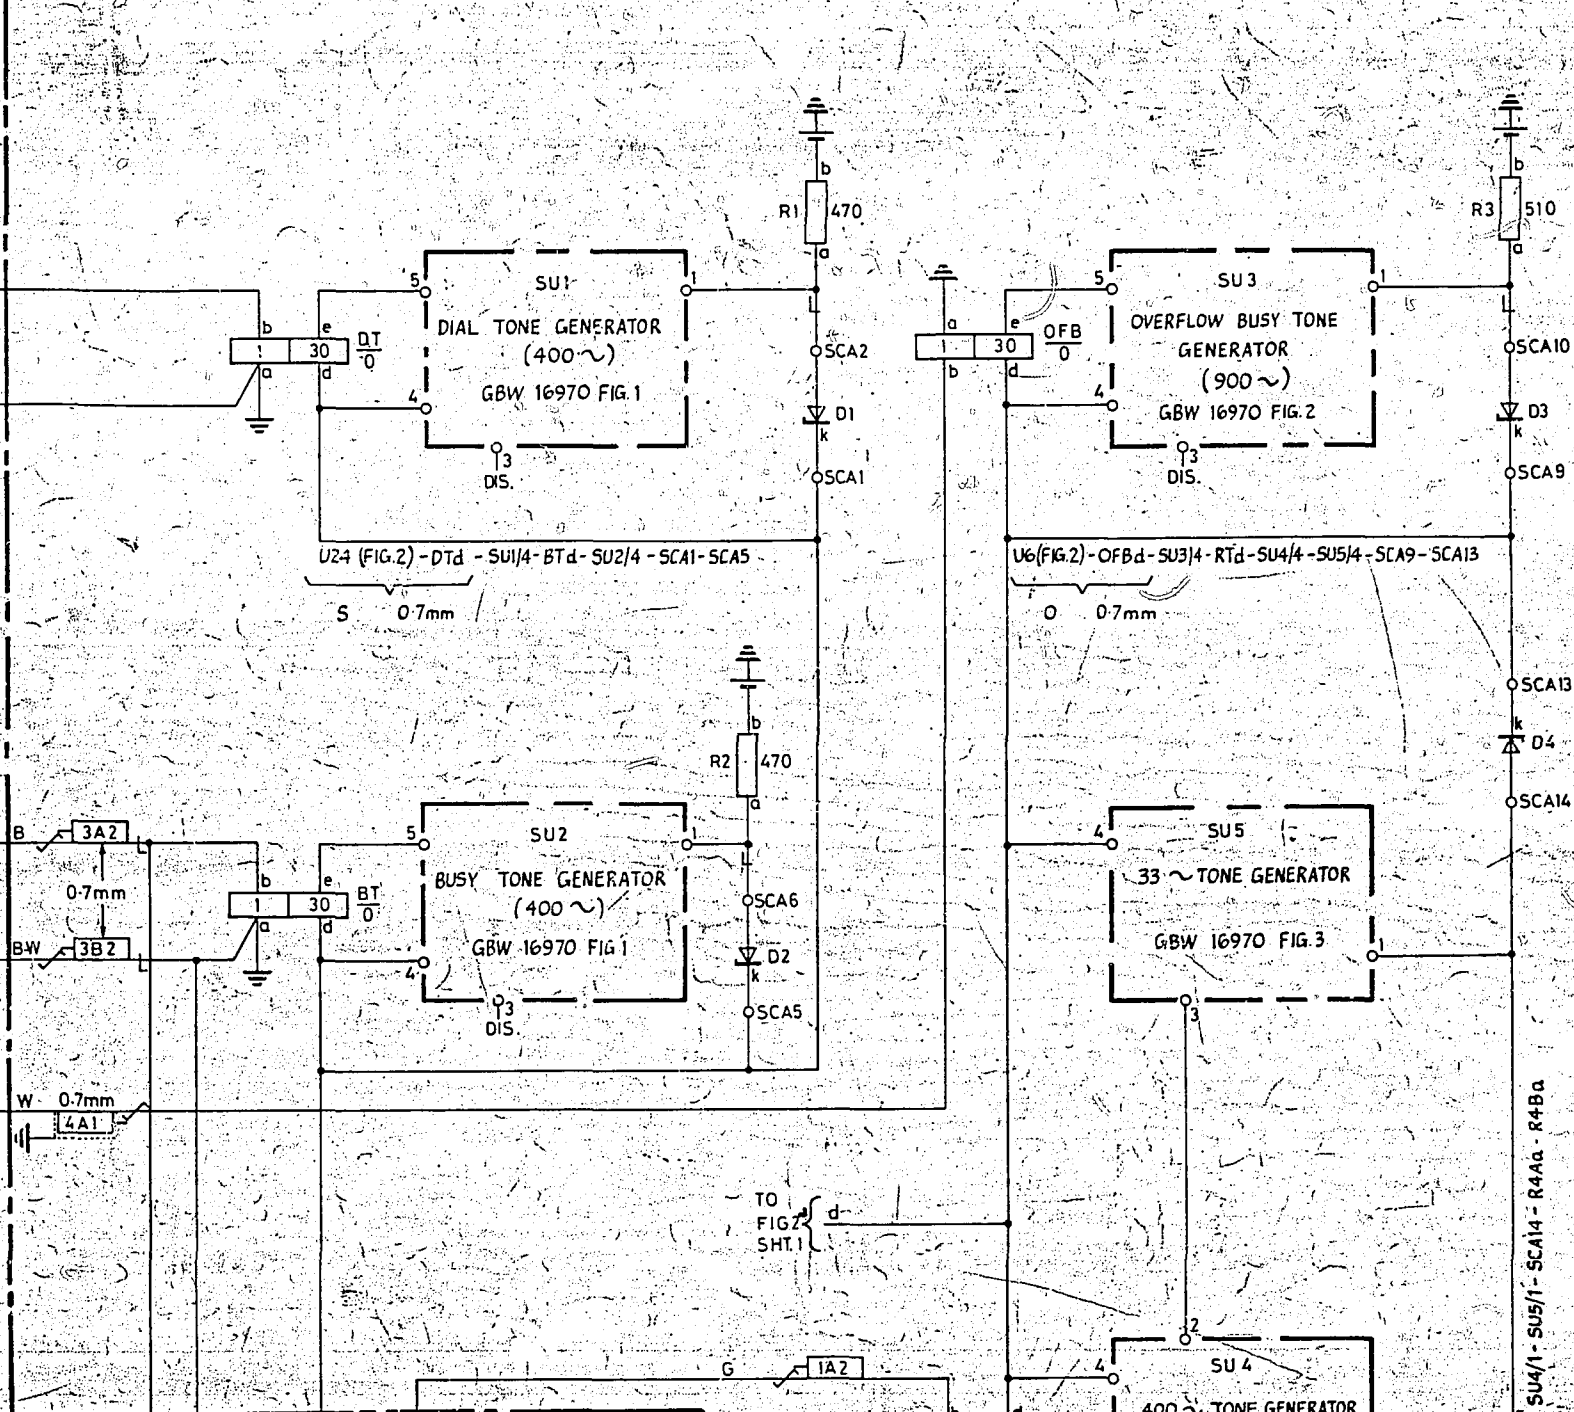 b
R1 470
a
5
SU1
1
DIAL TONE GENERATOR
(400 ~)
GBW 16970 FIG.1
4
3
DIS.
b
e
1 30
DT
0
a
d
L
SCA2
D1
k
SCA1
U24 (FIG.2) - DTd - SU1/4 - BTd - SU2/4 - SCA1 - SCA5
S 0·7mm
b
R3 510
a
5
SU3
1
OVERFLOW BUSY TONE
GENERATOR
(900 ~)
GBW 16970 FIG.2
4
3
DIS.
a
e
1 30
OFB
0
b
d
L
SCA10
D3
k
SCA9
U6(FIG.2) - OFBd - SU3/4 - RTd - SU4/4 - SU5/4 - SCA9 - SCA13
O 0·7mm
SCA13
k
D4
SCA14
b
R2 470
a
B
3A2
L
0·7mm
B-W
3B2
L
b
e
1 30
BT
0
a
d
5
SU2
1
BUSY TONE GENERATOR
(400 ~)
GBW 16970 FIG 1
4
3
DIS.
L
SCA6
D2
k
SCA5
4
SU5
33 ~ TONE GENERATOR
GBW 16970 FIG.3
1
3
W 0·7mm
4A1
TO
FIG2
SHT.1
d
G
1A2
2
4
SU4
400 ~ TONE GENERATOR
SU4/1 - SU5/1 - SCA14 - R4Aa - R4Ba